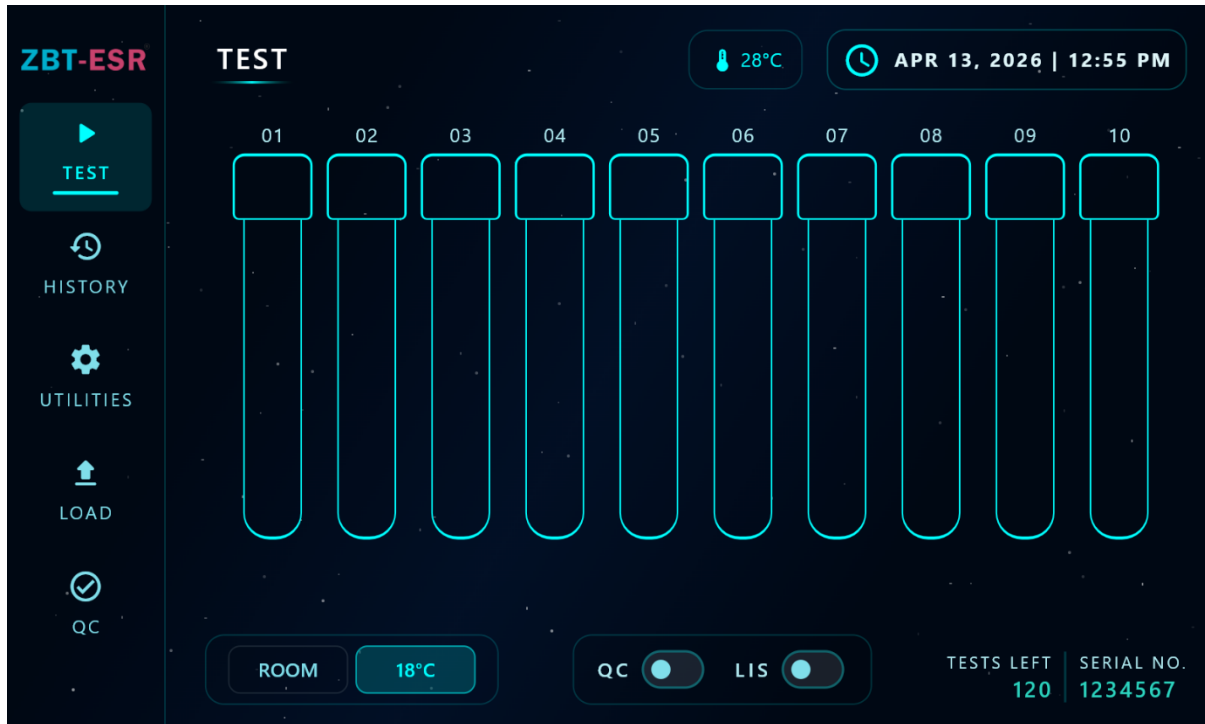 ZBT-ESR
TEST
HISTORY
UTILITIES
LOAD
QC
TEST
28°C
APR 13, 2026 | 12:55 PM
01 02 03 04 05 06 07 08 09 10
ROOM 18°C
QC LIS
TESTS LEFT
120
SERIAL NO.
1234567